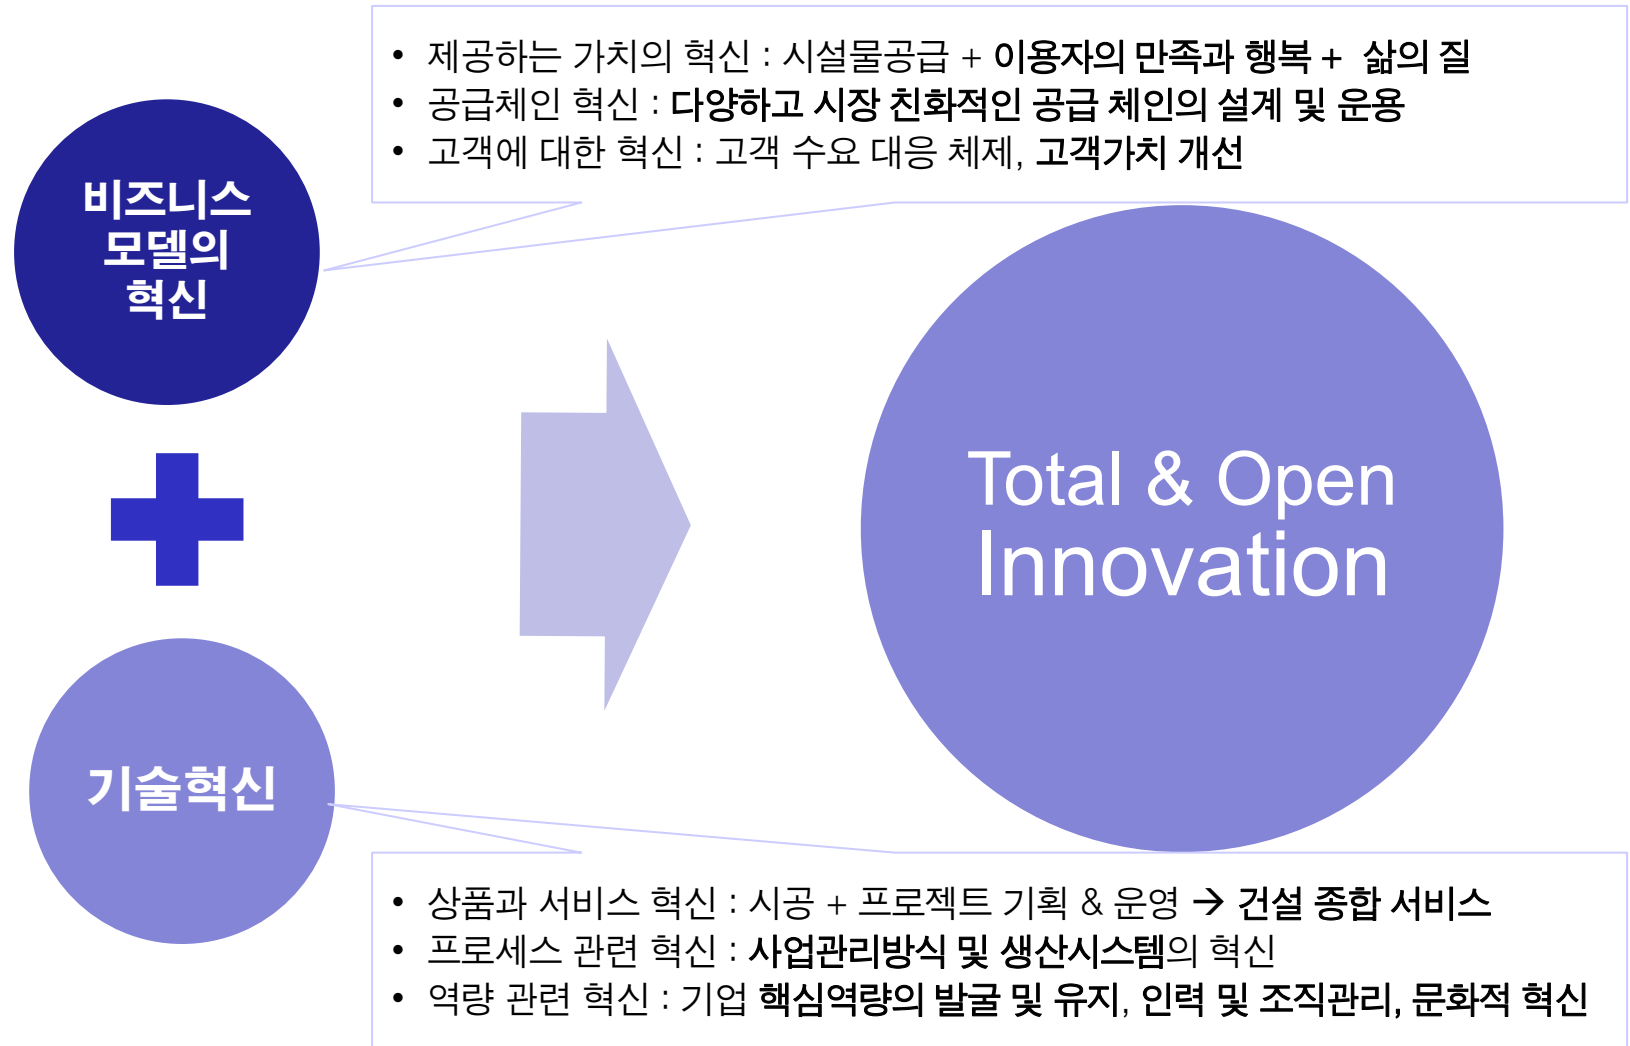 • 제공하는 가치의 혁신 : 시설물공급 + 이용자의 만족과 행복 + 삶의 질
• 공급체인 혁신 : 다양하고 시장 친화적인 공급 체인의 설계 및 운용
• 고객에 대한 혁신 : 고객 수요 대응 체제, 고객가치 개선
비즈니스
모델의
혁신
Total & Open
Innovation
기술혁신
• 상품과 서비스 혁신 : 시공 + 프로젝트 기획 & 운영 → 건설 종합 서비스
• 프로세스 관련 혁신 : 사업관리방식 및 생산시스템의 혁신
• 역량 관련 혁신 : 기업 핵심역량의 발굴 및 유지, 인력 및 조직관리, 문화적 혁신